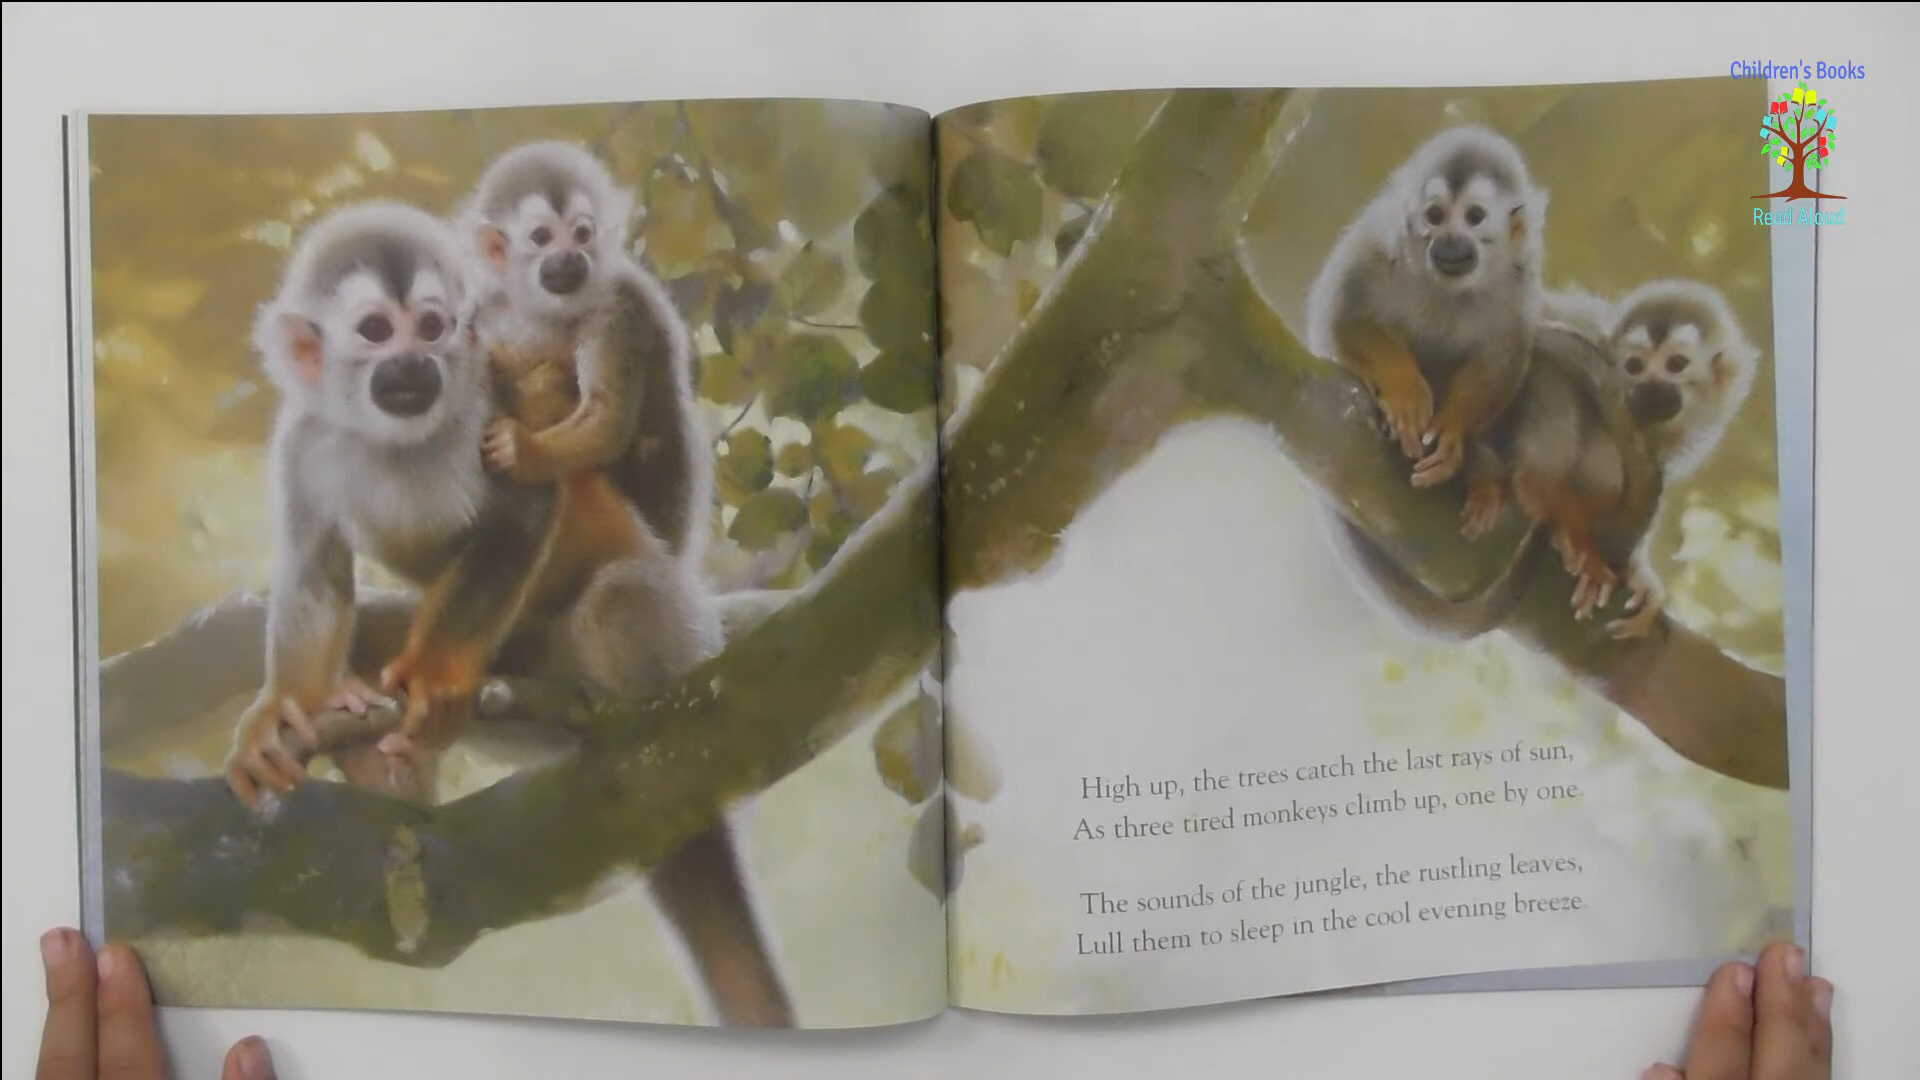 Children's Books
Read Aloud
High up, the trees catch the last rays of sun,
As three tired monkeys climb up, one by one.
The sounds of the jungle, the rustling leaves,
Lull them to sleep in the cool evening breeze.